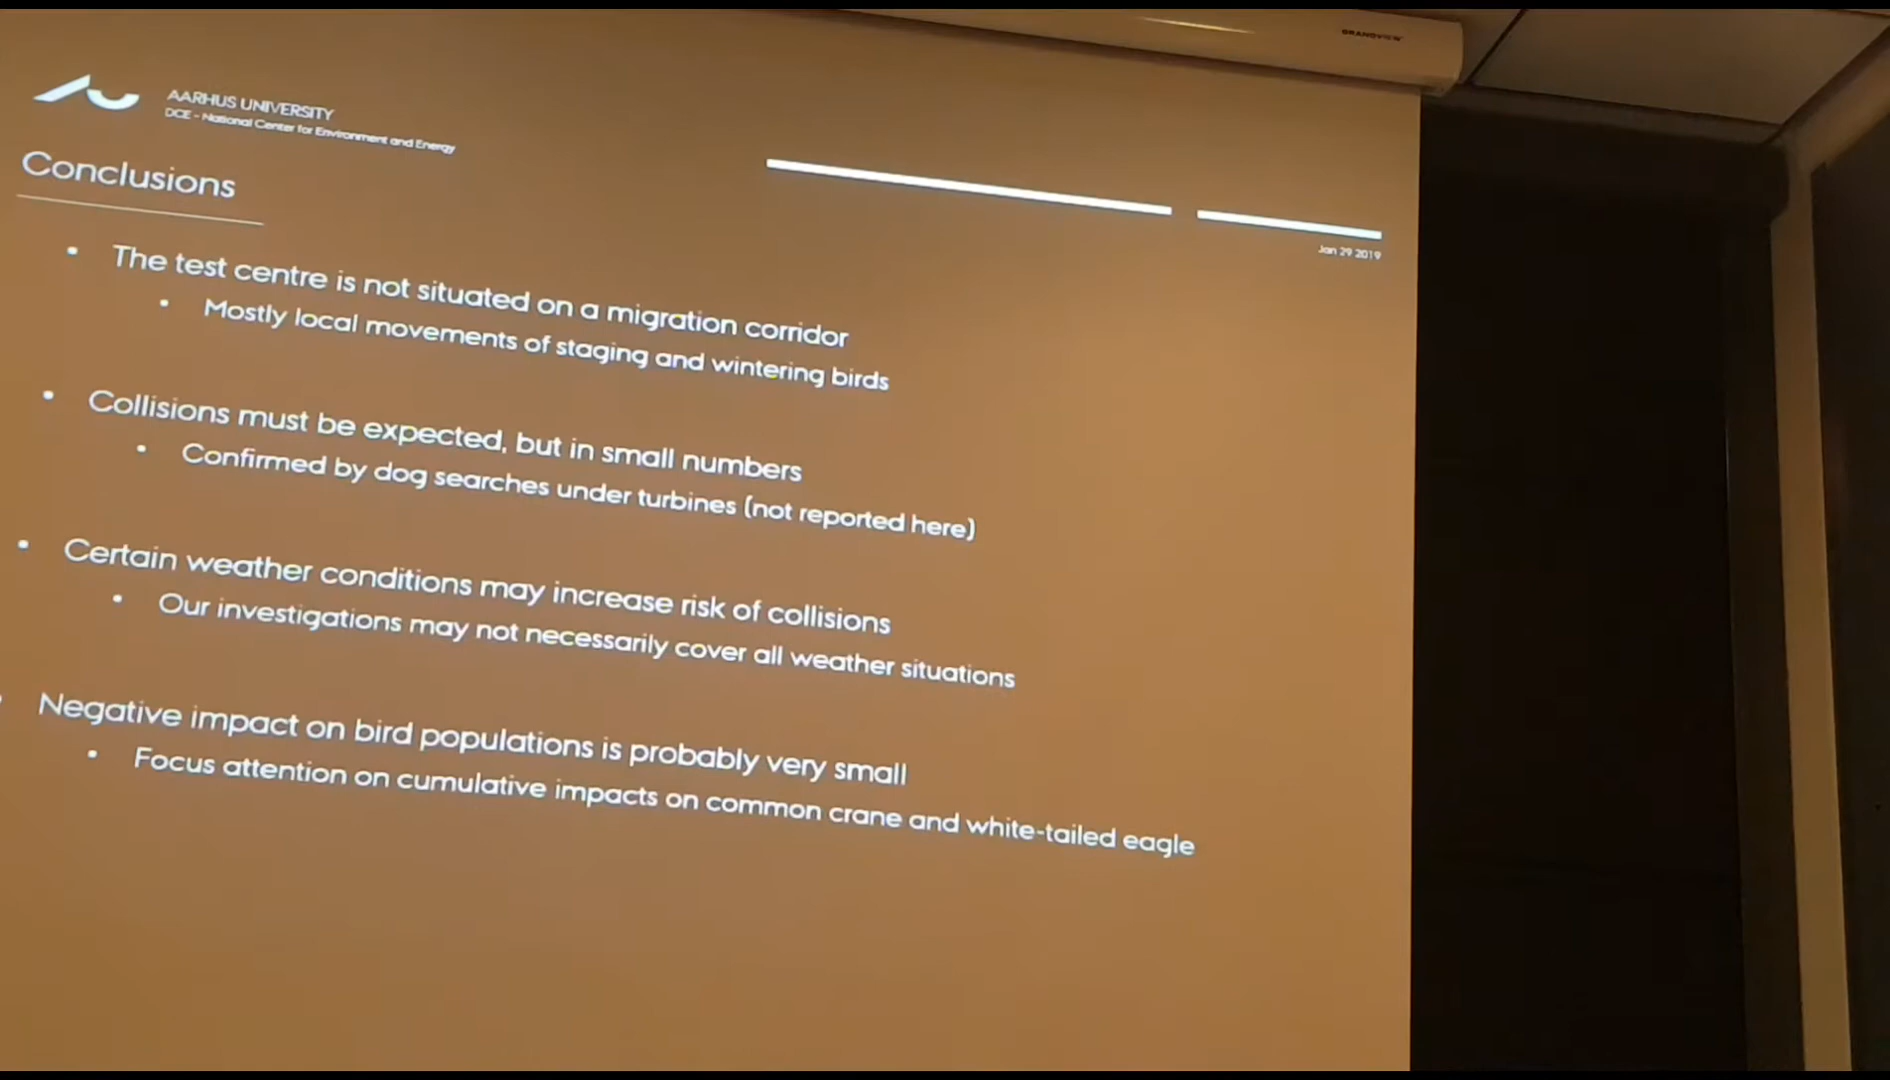 GRANDVIEW
AARHUS UNIVERSITY
DCE - National Center for Environment and Energy
Conclusions
Jan 29 2019
• The test centre is not situated on a migration corridor
• Mostly local movements of staging and wintering birds
• Collisions must be expected, but in small numbers
• Confirmed by dog searches under turbines (not reported here)
• Certain weather conditions may increase risk of collisions
• Our investigations may not necessarily cover all weather situations
• Negative impact on bird populations is probably very small
• Focus attention on cumulative impacts on common crane and white-tailed eagle